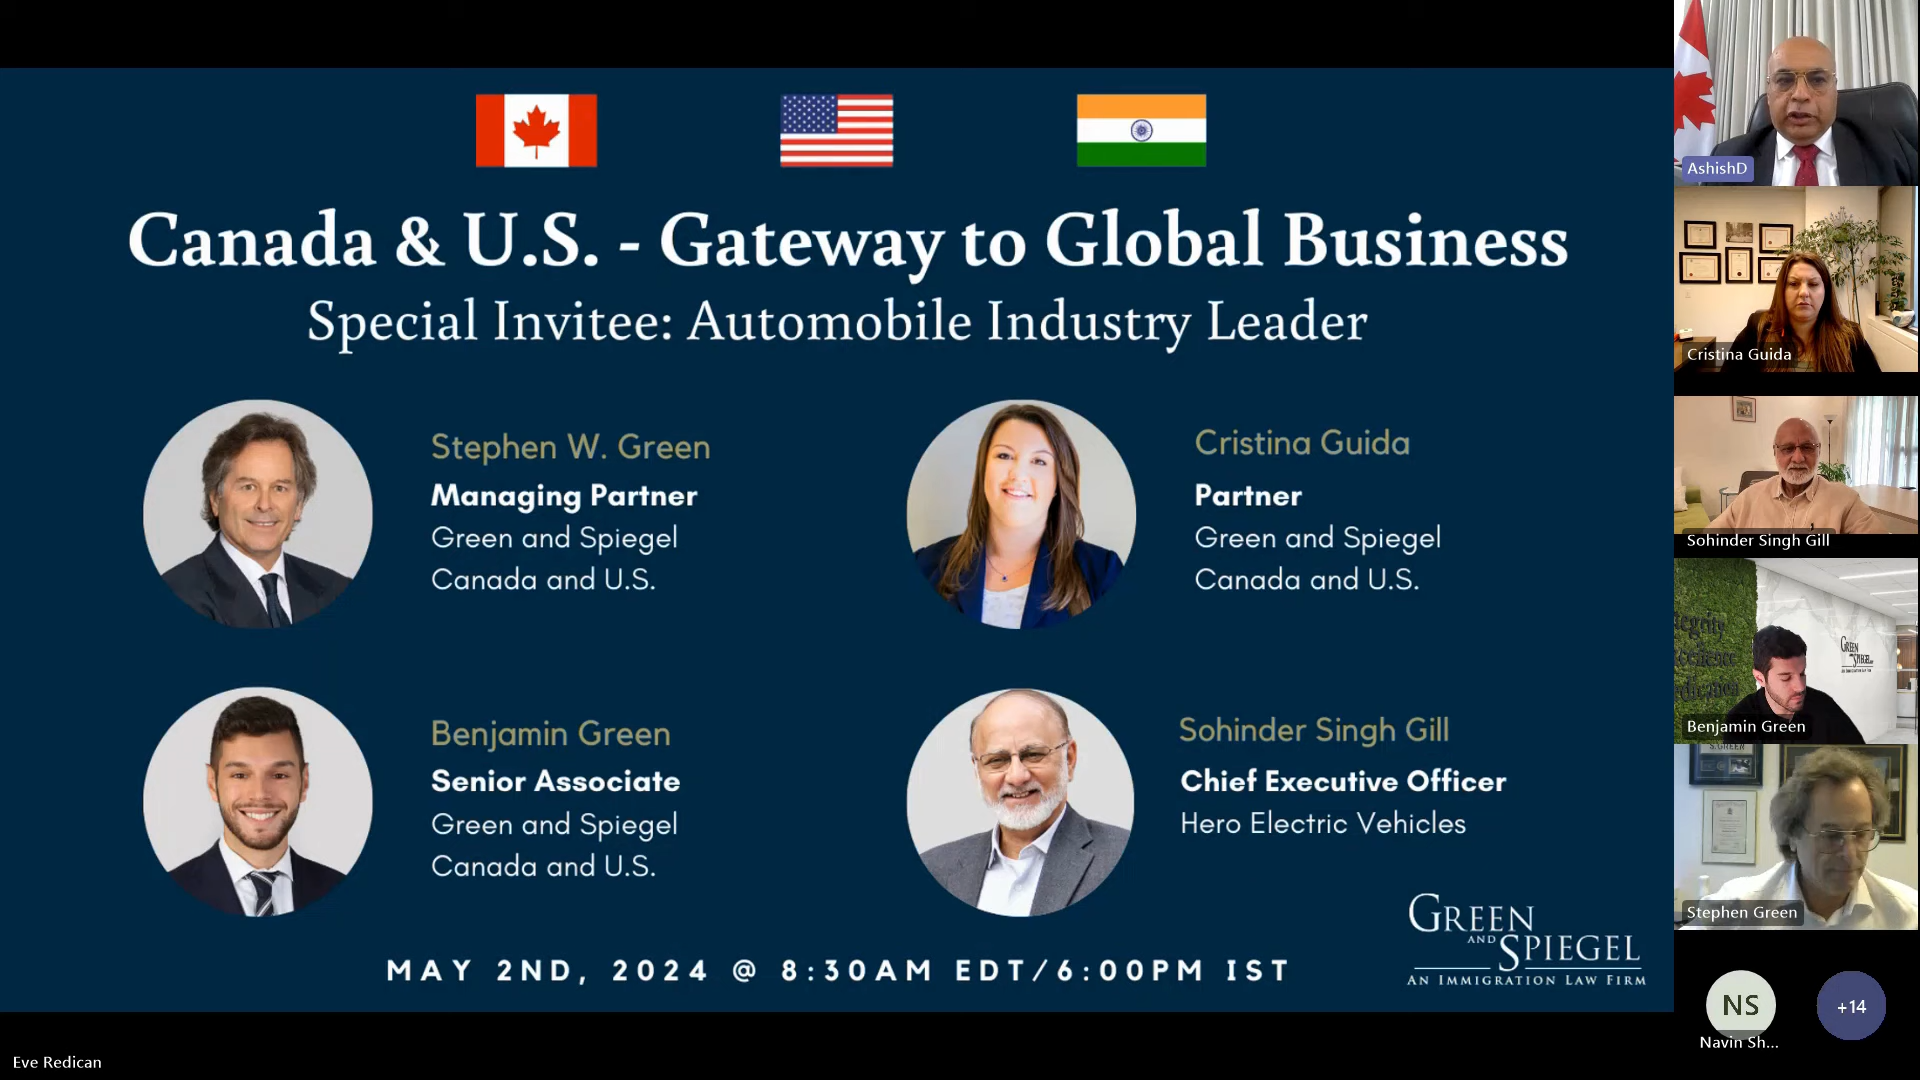 Canada & U.S. - Gateway to Global Business
Special Invitee: Automobile Industry Leader
Stephen W. Green
Managing Partner
Green and Spiegel
Canada and U.S.
Cristina Guida
Partner
Green and Spiegel
Canada and U.S.
Benjamin Green
Senior Associate
Green and Spiegel
Canada and U.S.
Sohinder Singh Gill
Chief Executive Officer
Hero Electric Vehicles
MAY 2ND, 2024 @ 8:30AM EDT/6:00PM IST
GREEN
AND SPIEGEL
AN IMMIGRATION LAW FIRM
Eve Redican
AshishD
Cristina Guida
Sohinder Singh Gill
GREEN
AND SPIEGEL
Benjamin Green
S. GREEN
Stephen Green
NS
Navin Sh...
+14